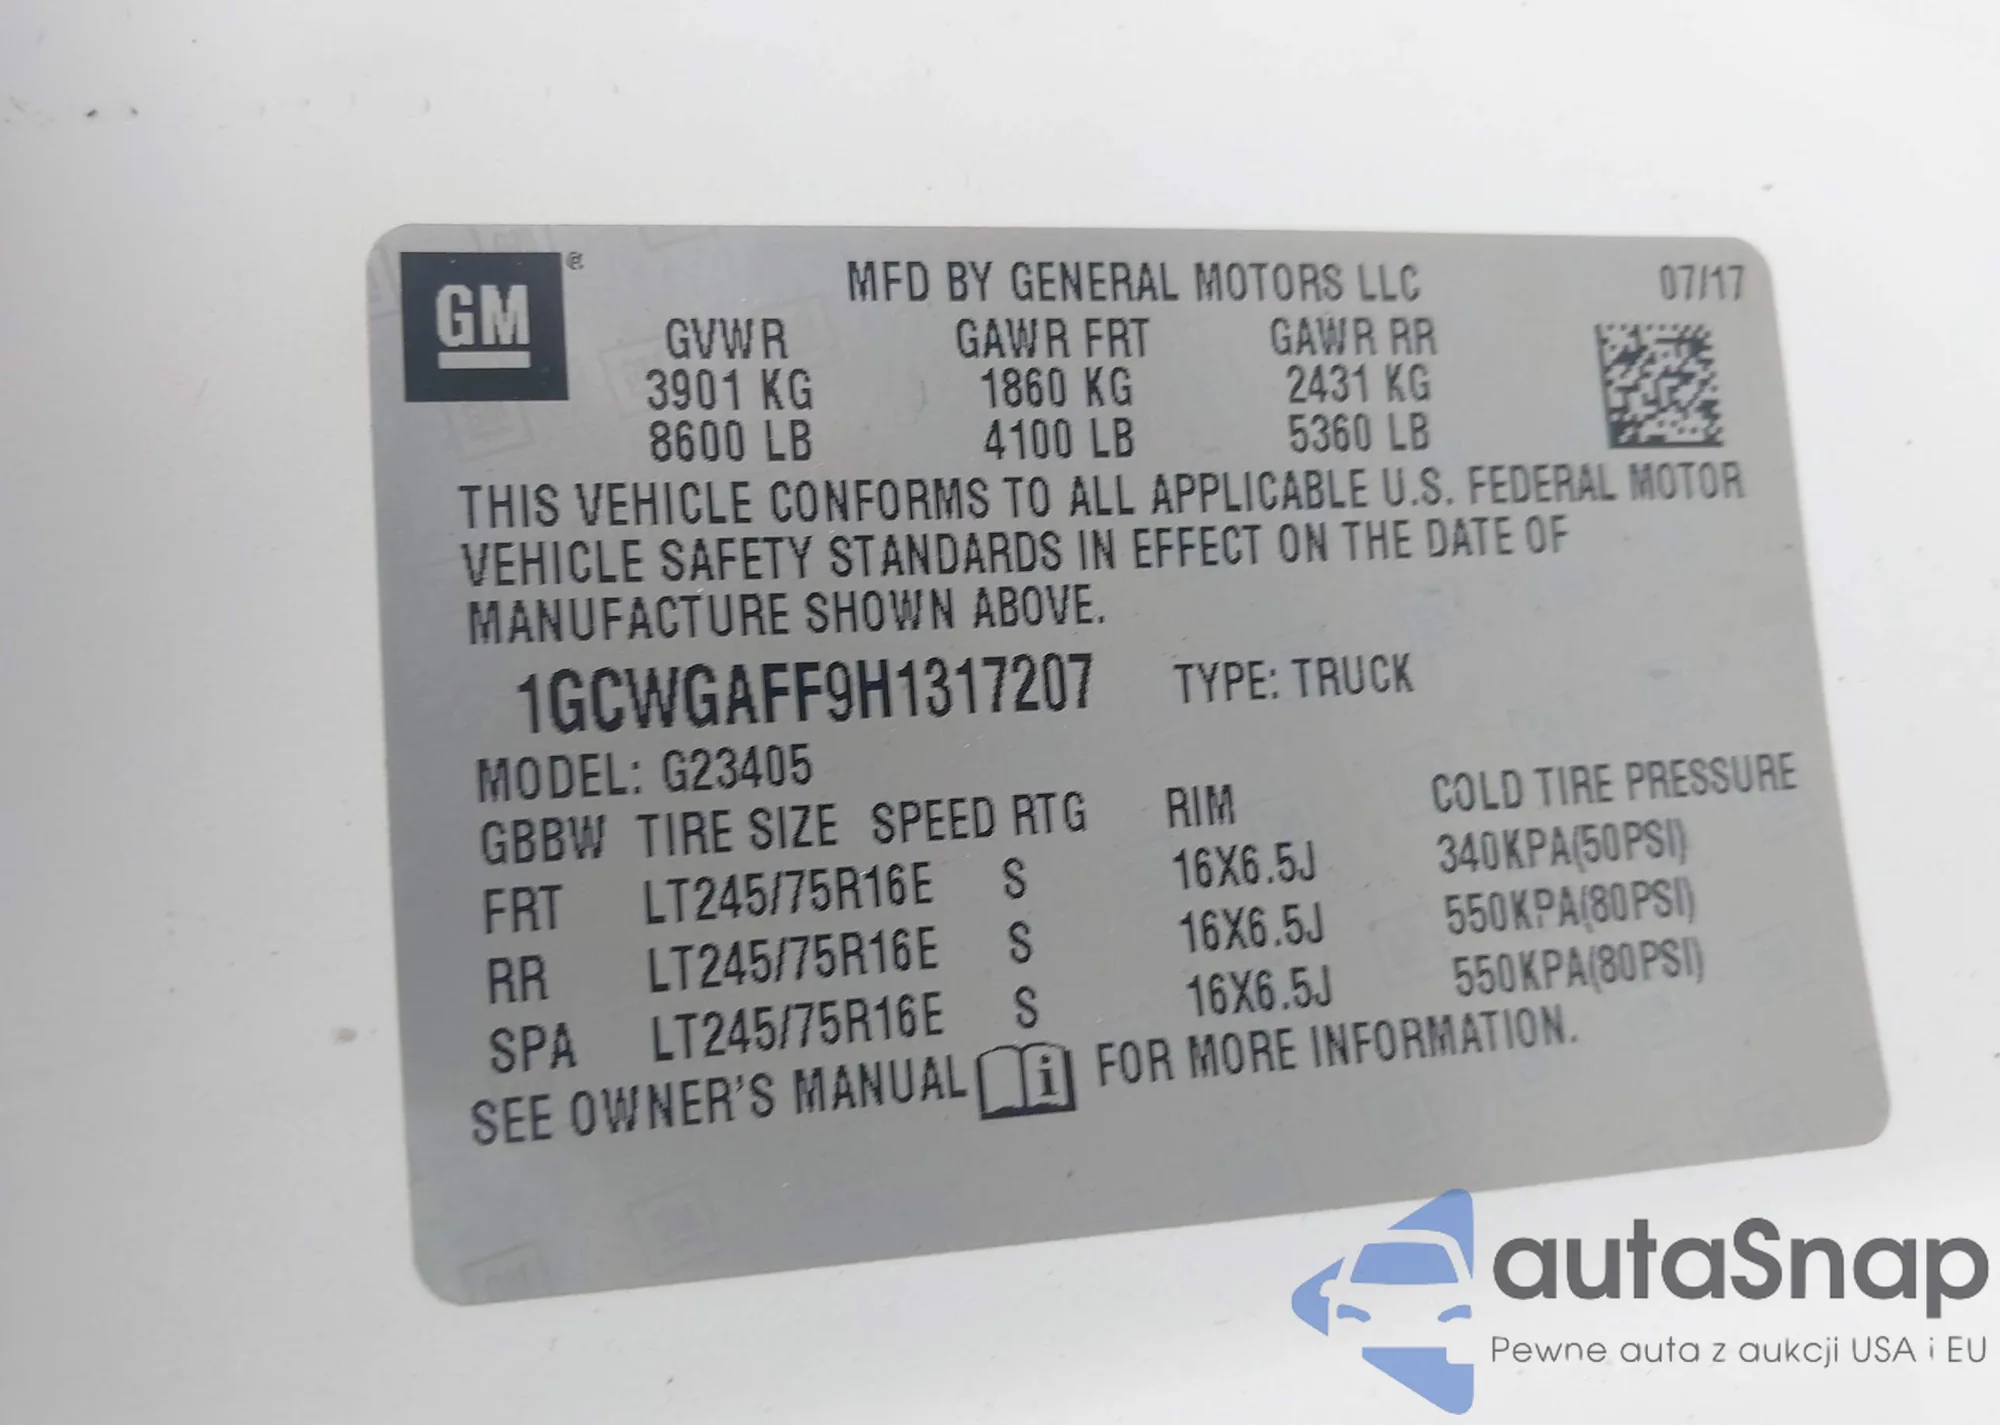 GM ®
MFD BY GENERAL MOTORS LLC 07/17
GVWR GAWR FRT GAWR RR
3901 KG 1860 KG 2431 KG
8600 LB 4100 LB 5360 LB
THIS VEHICLE CONFORMS TO ALL APPLICABLE U.S. FEDERAL MOTOR
VEHICLE SAFETY STANDARDS IN EFFECT ON THE DATE OF
MANUFACTURE SHOWN ABOVE.
1GCWGAFF9H1317207 TYPE: TRUCK
MODEL: G23405
GBBW TIRE SIZE SPEED RTG RIM COLD TIRE PRESSURE
FRT LT245/75R16E S 16X6.5J 340KPA(50PSI)
RR LT245/75R16E S 16X6.5J 550KPA(80PSI)
SPA LT245/75R16E S 16X6.5J 550KPA(80PSI)
SEE OWNER'S MANUAL i FOR MORE INFORMATION.
autaSnap
Pewne auta z aukcji USA i EU